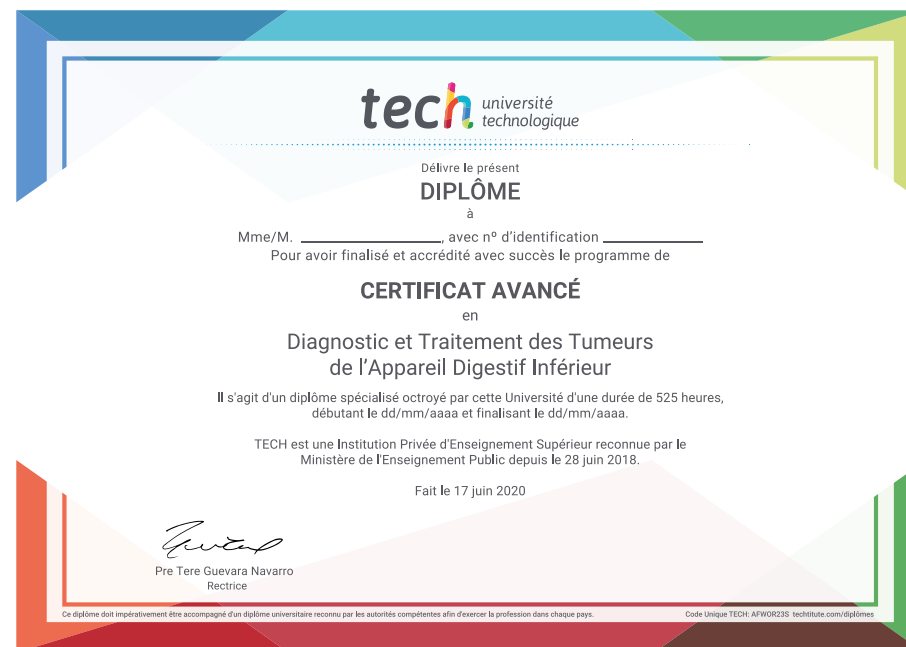 tech université
technologique
Délivre le présent
DIPLÔME
à
Mme/M. ____________________, avec nº d'identification ______________
Pour avoir finalisé et accrédité avec succès le programme de
CERTIFICAT AVANCÉ
en
Diagnostic et Traitement des Tumeurs
de l'Appareil Digestif Inférieur
Il s'agit d'un diplôme spécialisé octroyé par cette Université d'une durée de 525 heures,
débutant le dd/mm/aaaa et finalisant le dd/mm/aaaa.
TECH est une Institution Privée d'Enseignement Supérieur reconnue par le
Ministère de l'Enseignement Public depuis le 28 juin 2018.
Fait le 17 juin 2020
Pre Tere Guevara Navarro
Rectrice
Ce diplôme doit impérativement être accompagné d'un diplôme universitaire reconnu par les autorités compétentes afin d'exercer la profession dans chaque pays.
Code Unique TECH: AFWOR23S techtitute.com/diplômes